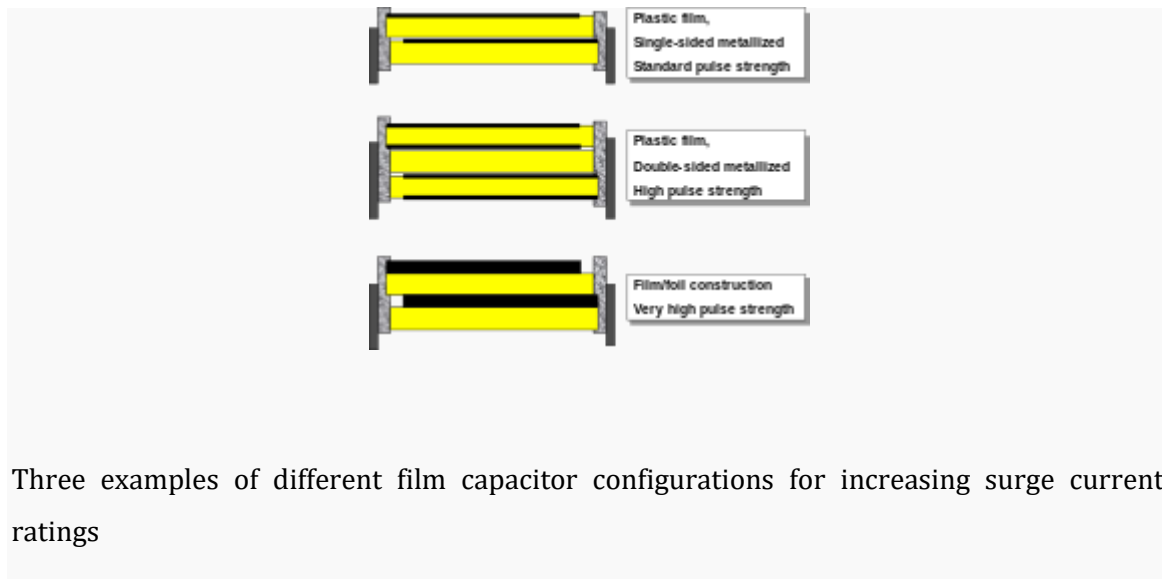 Plastic film,
Single-sided metallized
Standard pulse strength
Plastic film,
Double-sided metallized
High pulse strength
Film/foil construction
Very high pulse strength
Three examples of different film capacitor configurations for increasing surge current
ratings